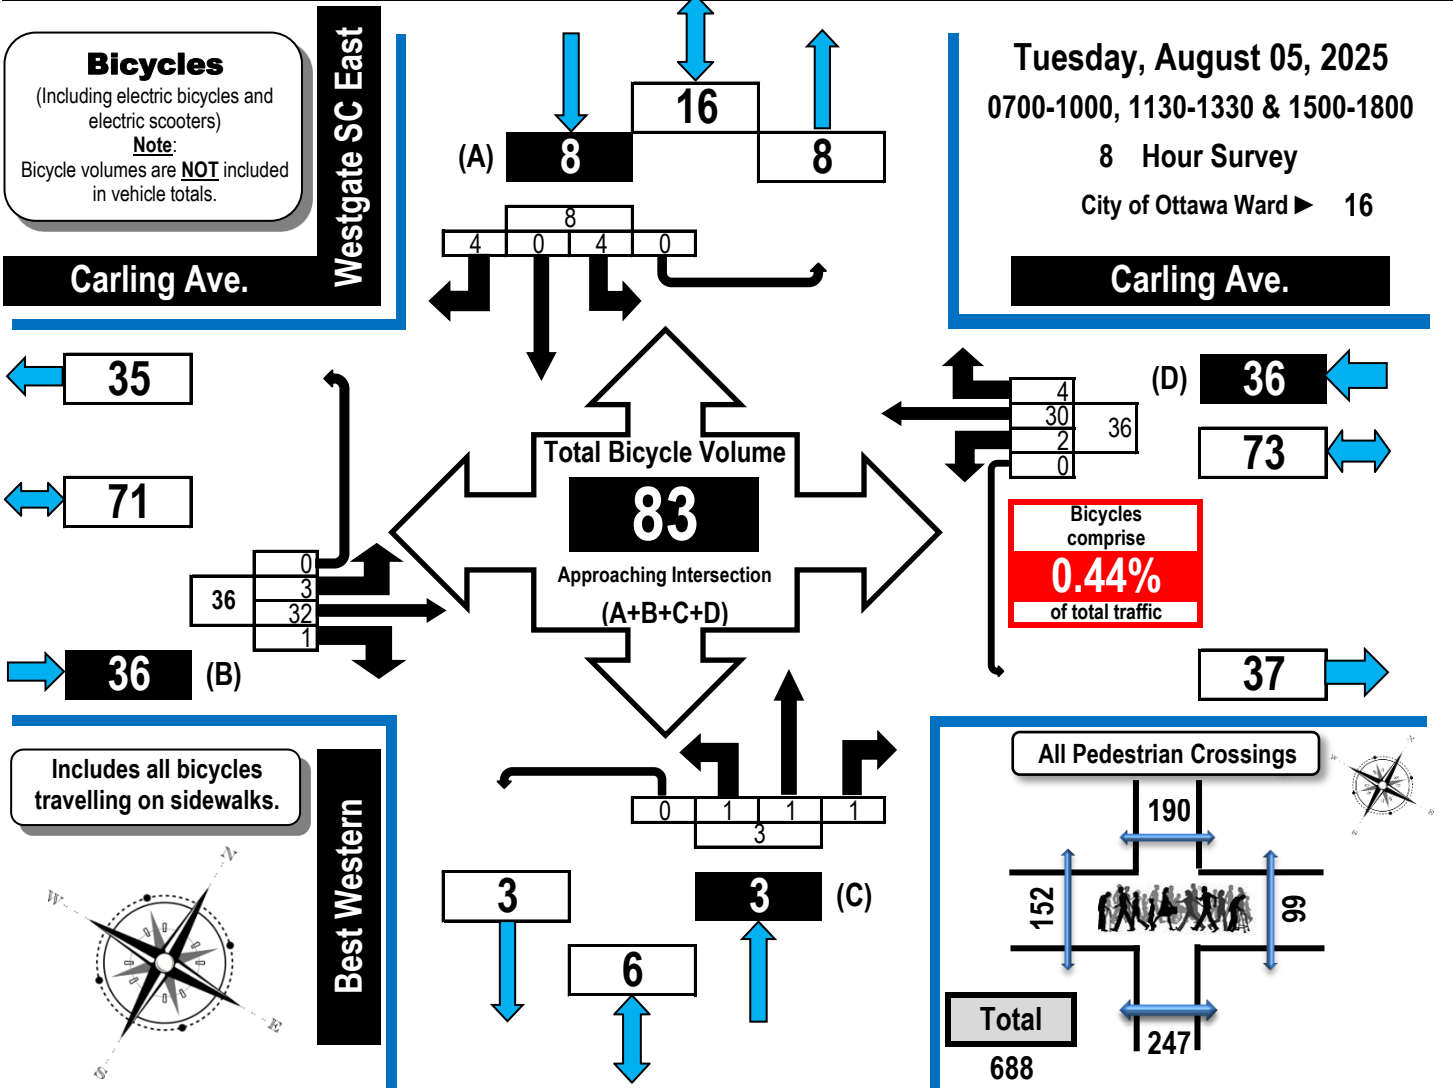 Bicycles
(Including electric bicycles and
electric scooters)
Note:
Bicycle volumes are NOT included
in vehicle totals.
Westgate SC East
Carling Ave.
16
(A)
8
8
8
4 0 4 0
Tuesday, August 05, 2025
0700-1000, 1130-1330 & 1500-1800
8 Hour Survey
City of Ottawa Ward 16
Carling Ave.
35
71
0
3
32
1
36
36
(B)
Total Bicycle Volume
83
Approaching Intersection
(A+B+C+D)
4
30
2
0
36
(D)
36
73
Bicycles
comprise
0.44%
of total traffic
37
Includes all bicycles
travelling on sidewalks.
Best Western
N
W
E
S
0 1 1 1
3
3
3
(C)
6
All Pedestrian Crossings
N
W
E
S
190
152
99
247
Total
688